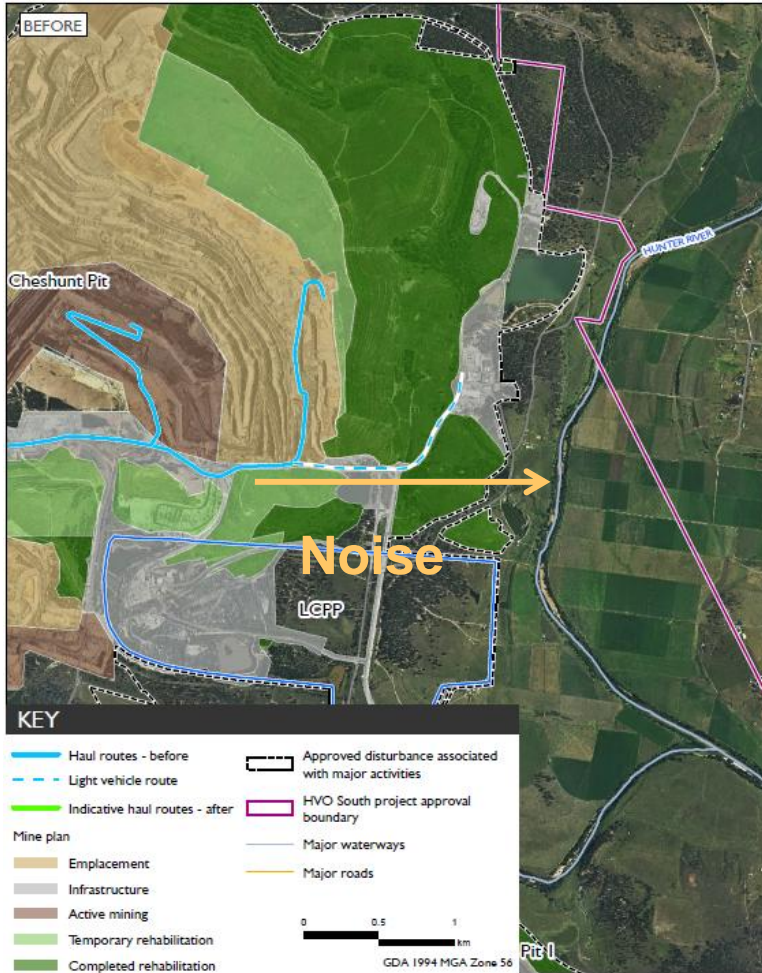 BEFORE
HUNTER RIVER
Cheshunt Pit
Noise
LCPP
KEY
Haul routes - before
Light vehicle route
Indicative haul routes - after
Mine plan
Emplacement
Infrastructure
Active mining
Temporary rehabilitation
Completed rehabilitation
Approved disturbance associated
with major activities
HVO South project approval
boundary
Major waterways
Major roads
0 0.5 1
km
GDA 1994 MGA Zone 56
Pit 1